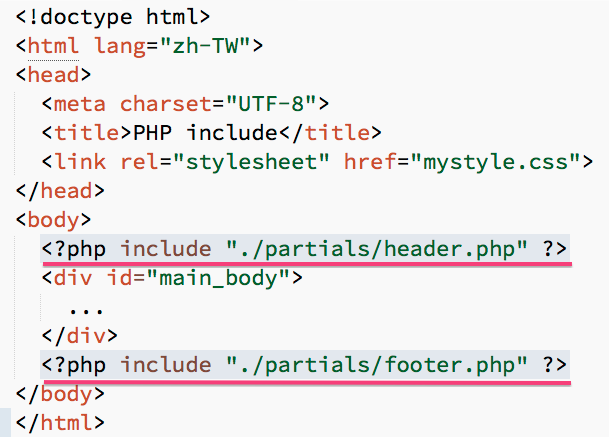 <!doctype html>
<html lang="zh-TW">
<head>
<meta charset="UTF-8">
<title>PHP include</title>
<link rel="stylesheet" href="mystyle.css">
</head>
<body>
<?php include "./partials/header.php" ?>
<div id="main_body">
...
</div>
<?php include "./partials/footer.php" ?>
</body>
</html>